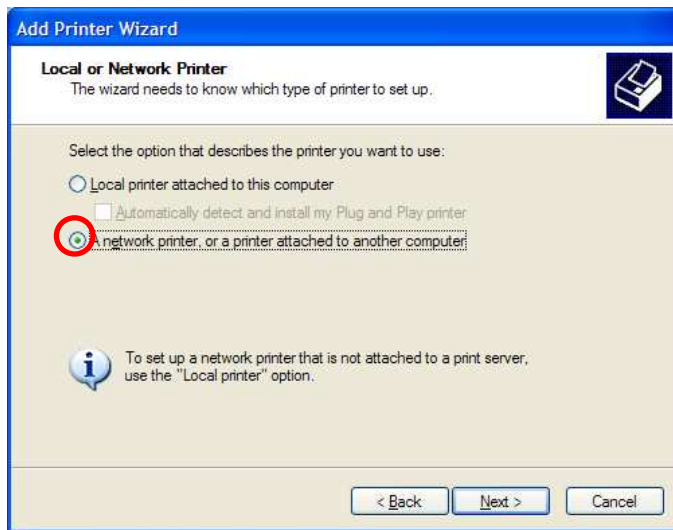 Add Printer Wizard
Local or Network Printer
The wizard needs to know which type of printer to set up.
Select the option that describes the printer you want to use:
Local printer attached to this computer
Automatically detect and install my Plug and Play printer
A network printer, or a printer attached to another computer
To set up a network printer that is not attached to a print server,
use the "Local printer" option.
< Back Next > Cancel